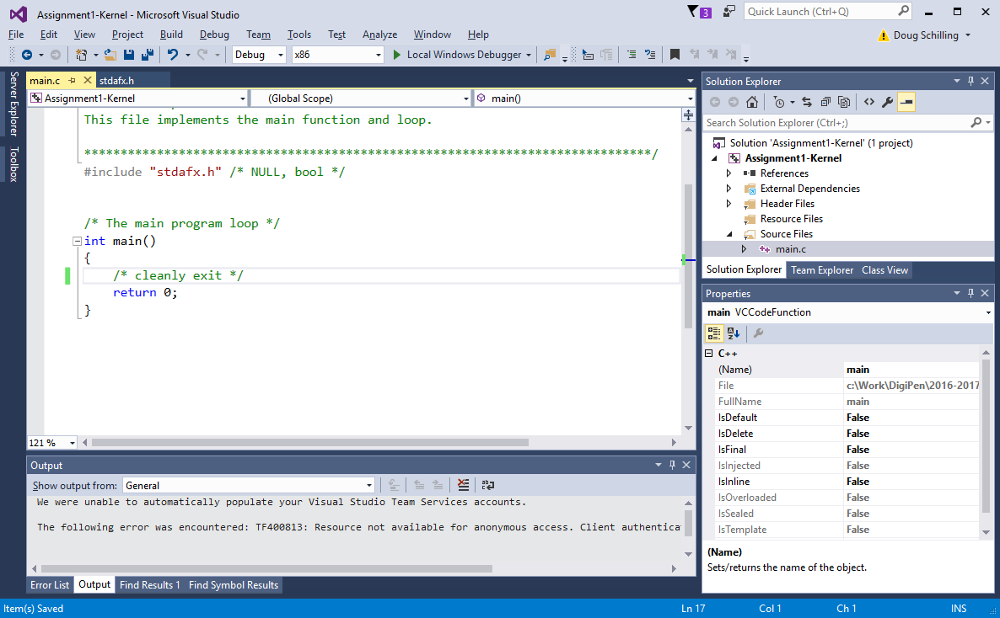 Assignment1-Kernel - Microsoft Visual Studio
3
Quick Launch (Ctrl+Q)
File Edit View Project Build Debug Team Tools Test Analyze Window Help
Doug Schilling
Debug x86 Local Windows Debugger
Server Explorer
Toolbox
main.c stdafx.h
Assignment1-Kernel (Global Scope) main()
This file implements the main function and loop.
******************************************************************************/
#include "stdafx.h" /* NULL, bool */
/* The main program loop */
int main()
{
/* cleanly exit */
return 0;
}
121 %
Output
Show output from: General
We were unable to automatically populate your Visual Studio Team Services accounts.
The following error was encountered: TF400813: Resource not available for anonymous access. Client authentica
Error List Output Find Results 1 Find Symbol Results
Solution Explorer
Search Solution Explorer (Ctrl+;)
Solution 'Assignment1-Kernel' (1 project)
Assignment1-Kernel
References
External Dependencies
Header Files
Resource Files
Source Files
main.c
Solution Explorer Team Explorer Class View
Properties
main VCCodeFunction
C++
(Name) main
File c:\Work\DigiPen\2016-2017
FullName main
IsDefault False
IsDelete False
IsFinal False
IsInjected False
IsInline False
IsOverloaded False
IsSealed False
IsTemplate False
(Name)
Sets/returns the name of the object.
Item(s) Saved Ln 17 Col 1 Ch 1 INS